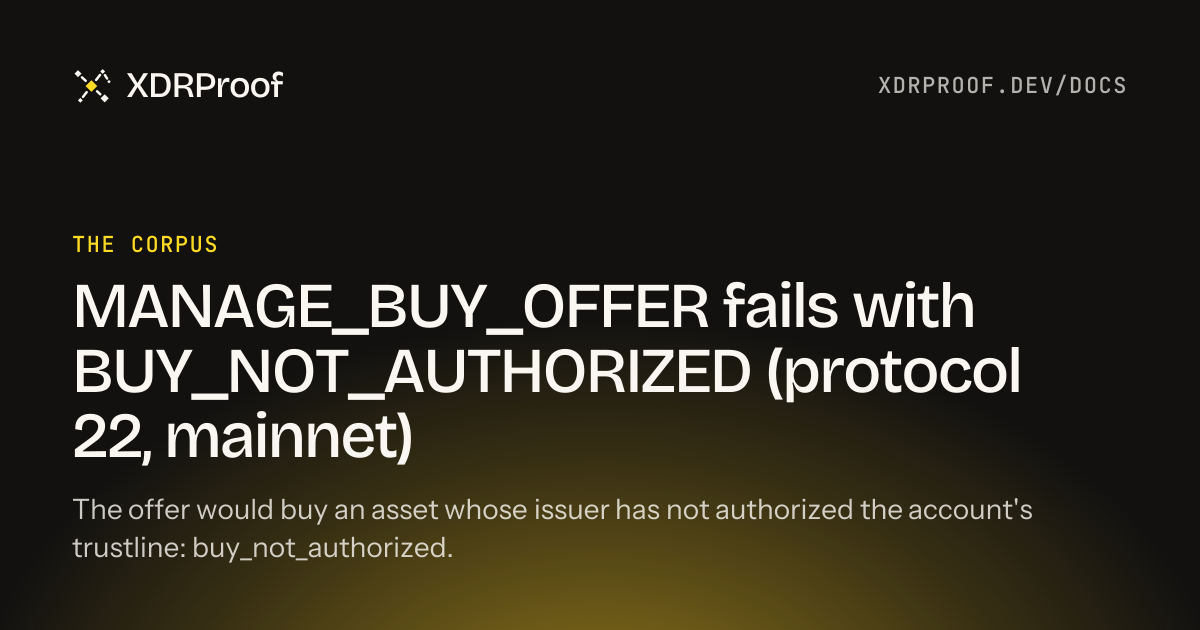 XDRProof
XDRPROOF.DEV/DOCS
THE CORPUS
MANAGE_BUY_OFFER fails with
BUY_NOT_AUTHORIZED (protocol
22, mainnet)
The offer would buy an asset whose issuer has not authorized the account's
trustline: buy_not_authorized.